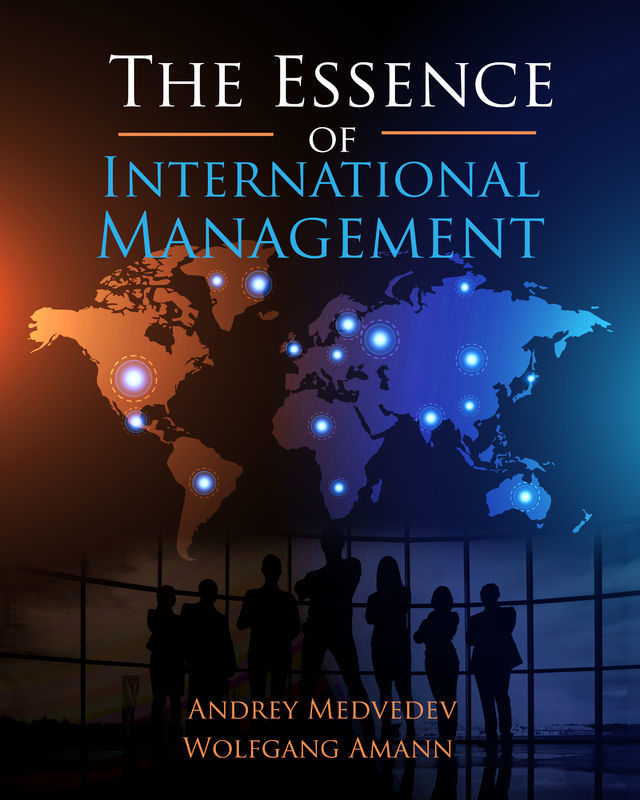 The Essence
of
International
Management
Andrey Medvedev
Wolfgang Amann